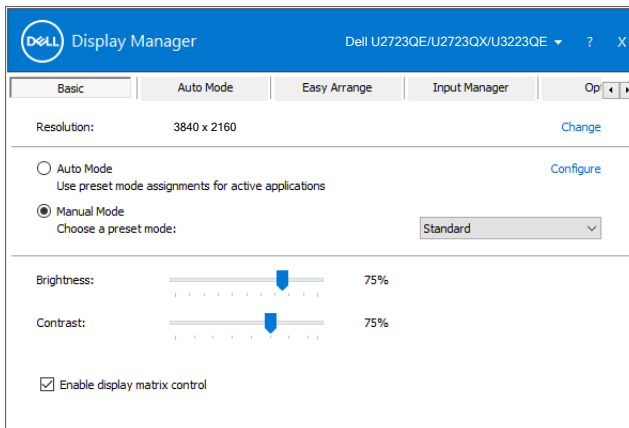 DELL Display Manager Dell U2723QE/U2723QX/U3223QE ? X
Basic Auto Mode Easy Arrange Input Manager Op
Resolution: 3840 x 2160 Change
Auto Mode Configure
Use preset mode assignments for active applications
Manual Mode
Choose a preset mode: Standard
Brightness: 75%
Contrast: 75%
Enable display matrix control